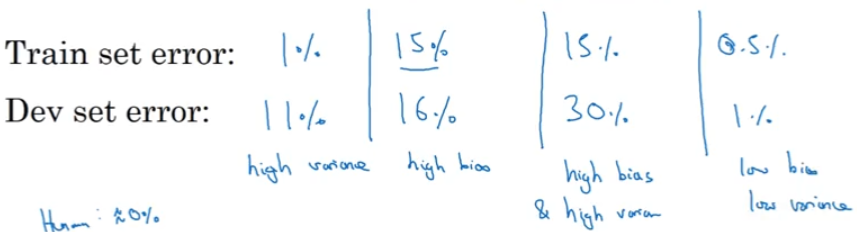 Train set error: 1% 15% 15% 0.5%
Dev set error: 11% 16% 30% 1%
high variance high bias high bias low bias
& high varian low variance
Human: ≈0%